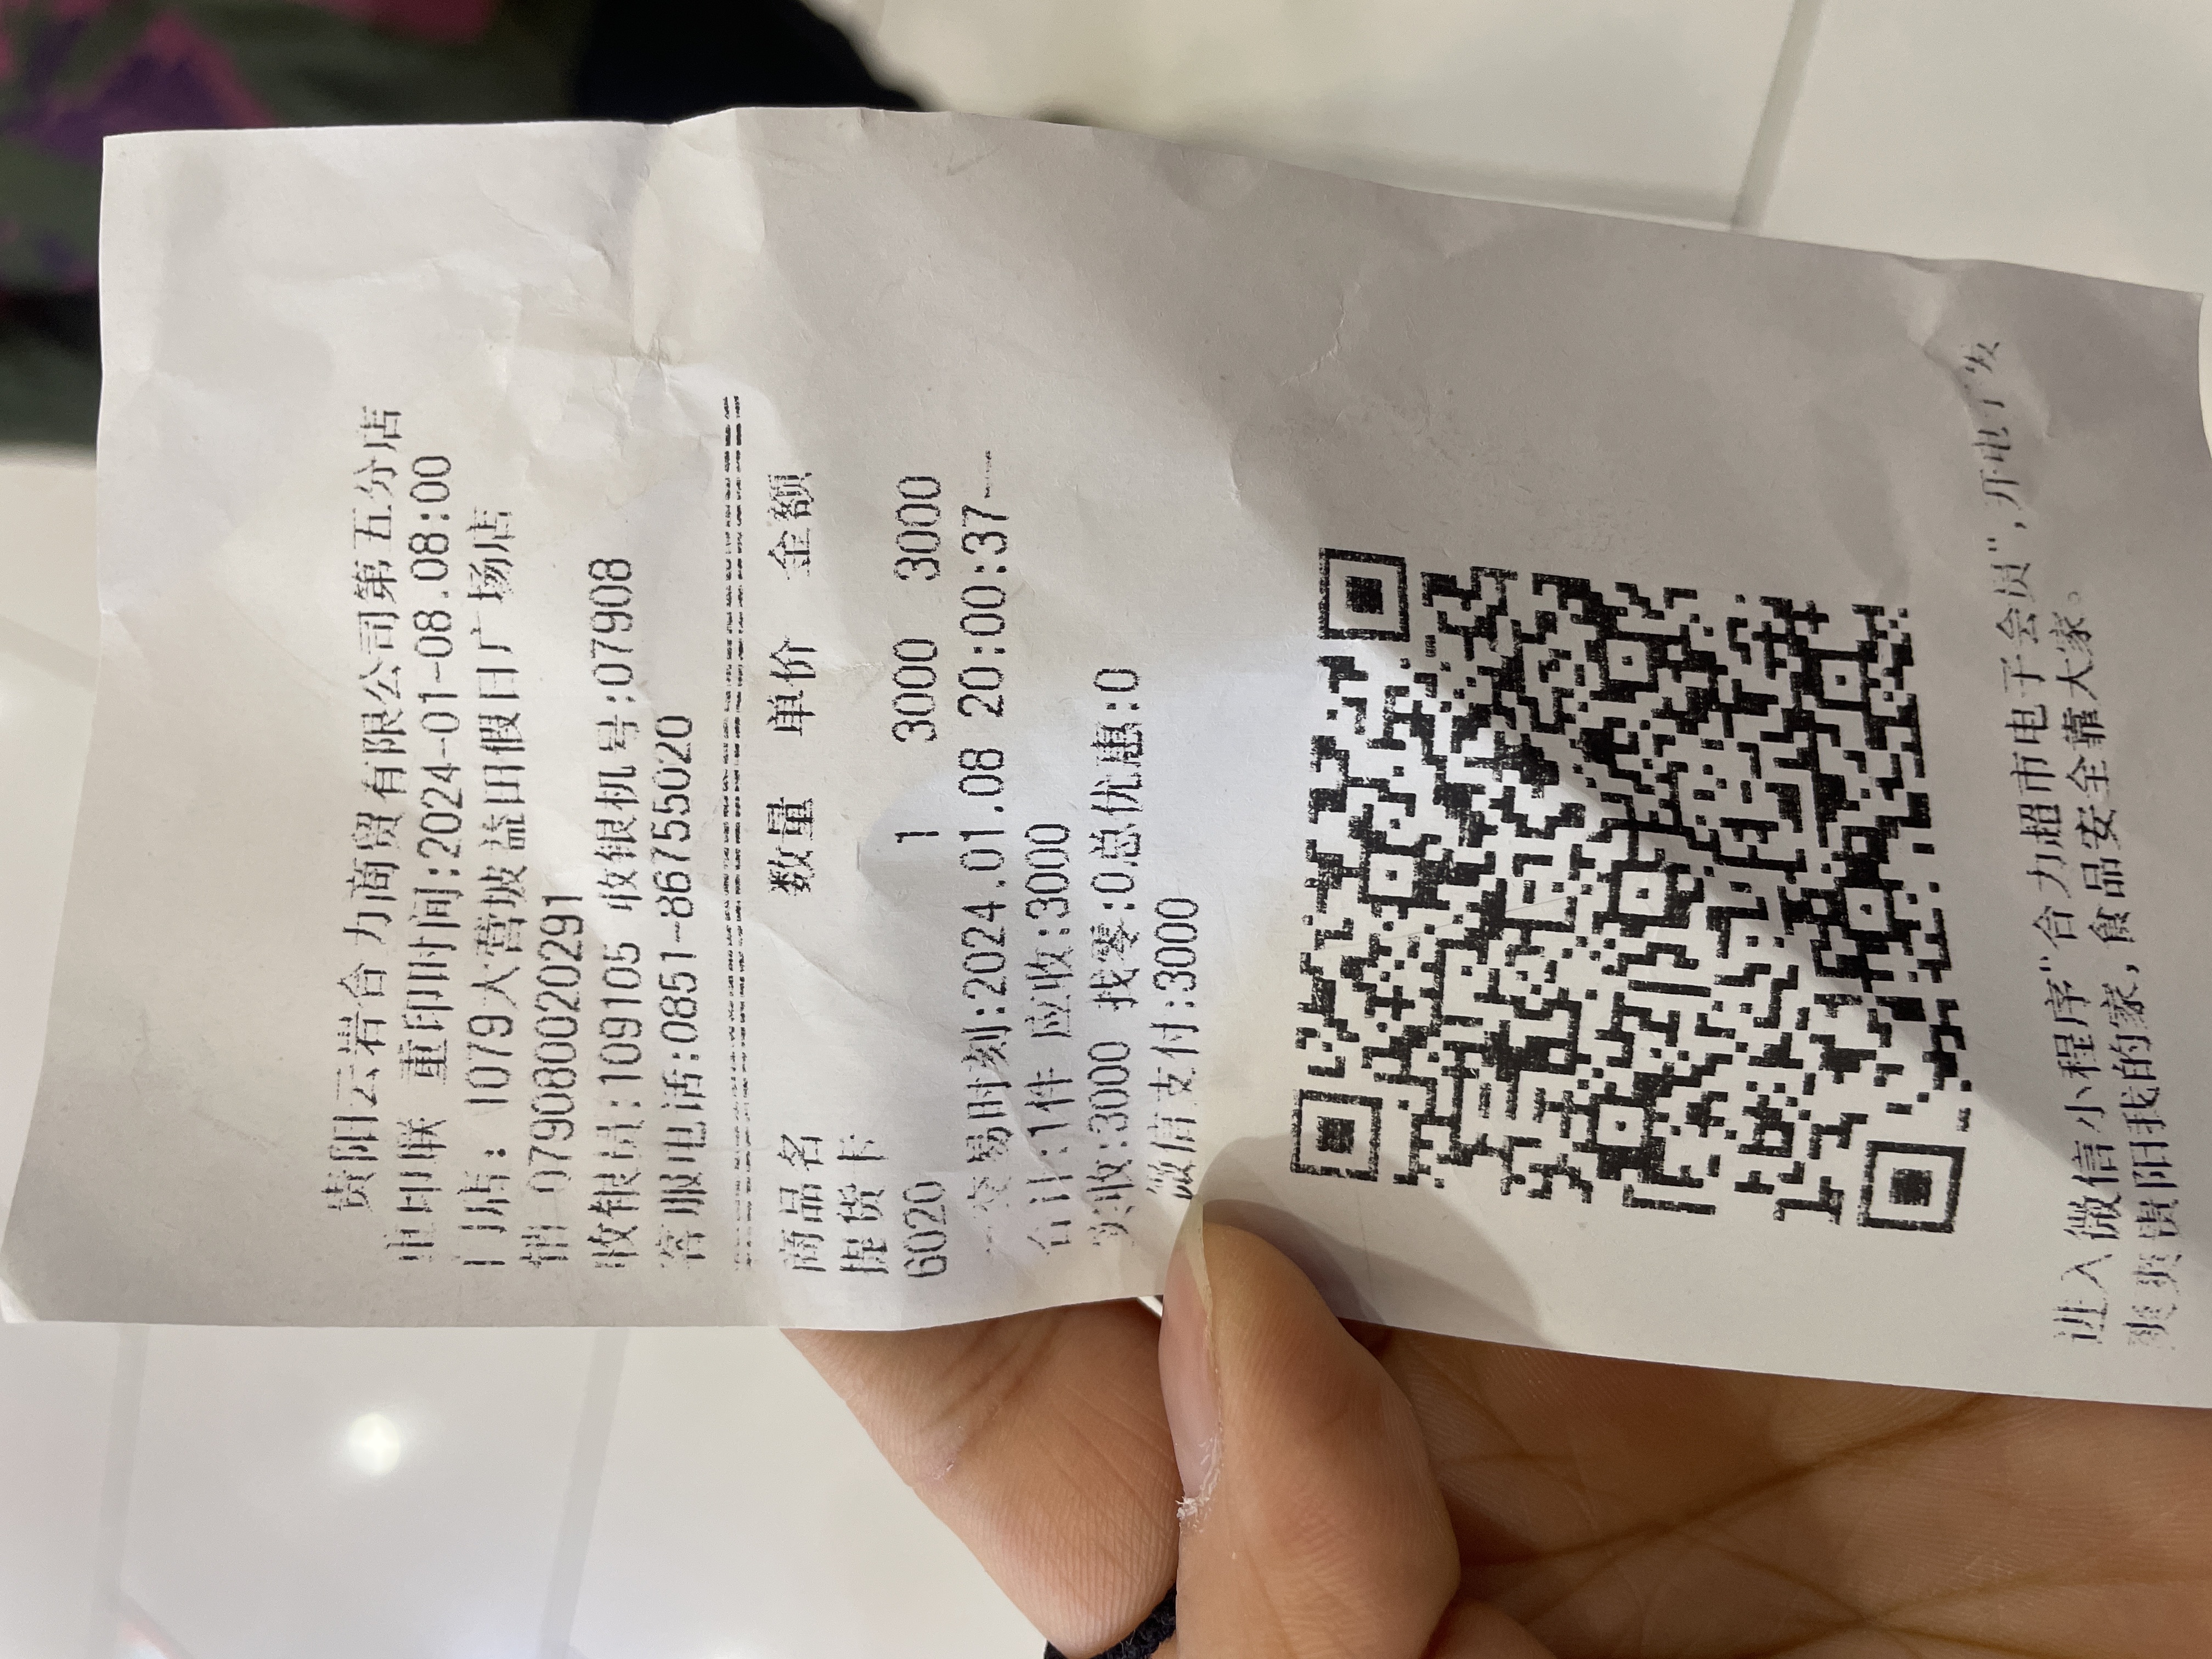 贵阳云岩合力商贸有限公司第五分店
重印联 重印时间:2024-01-08.08:00
门店: 1079大营坡益田假日广场店
销-079080020291
收银员:109105 收银机号:07908
客服电话:0851-86755020
商品名 数量 单价 金额
提货卡
6020 1 3000 3000
交易时刻:2024.01.08 20:00:37
合计:1件 应收:3000
实收:3000 找零:0总优惠:0
微信支付:3000
进入微信小程序"合力超市电子会员",开电子发
爽爽贵阳我的家,食品安全靠大家。